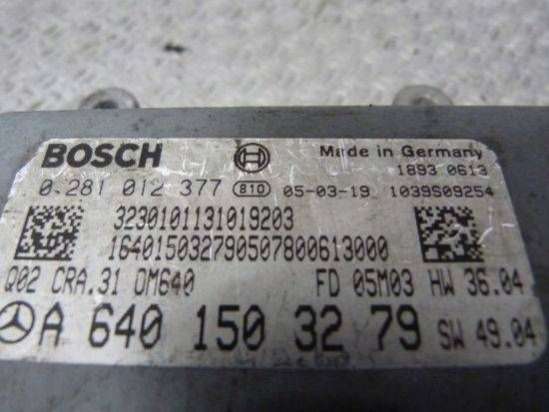 BOSCH Made in Germany
1893 0613
0.281 012 377 810 05-03-19 1039S09254
3230101131019203
164015032790507800613000
Q02 CRA.31 OM640 FD 05M03 HW 36.04
A 640 150 32 79 SW 49.04